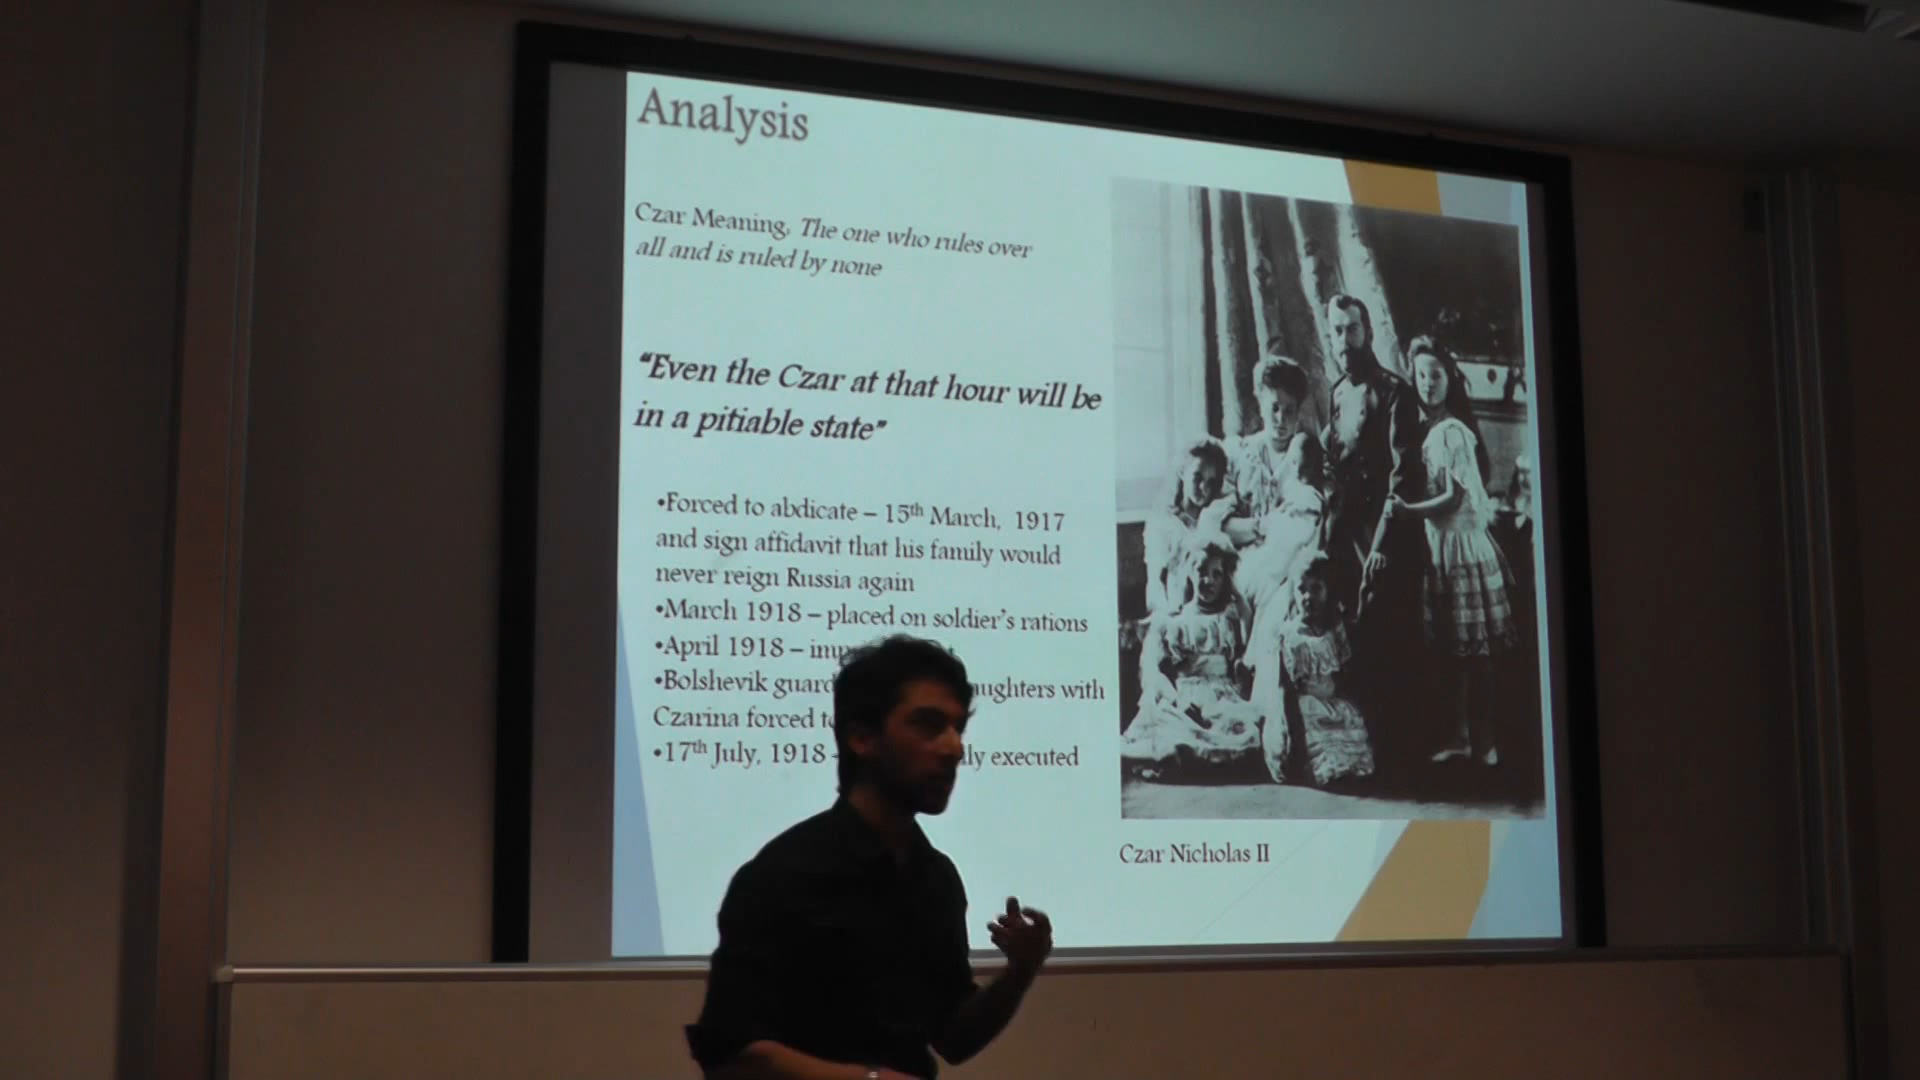 Analysis
Czar Meaning, The one who rules over
all and is ruled by none
“Even the Czar at that hour will be
in a pitiable state”
•Forced to abdicate – 15th March, 1917
and sign affidavit that his family would
never reign Russia again
•March 1918 – placed on soldier's rations
•April 1918 –
•Bolshevik with
Czarina forced
•17th July, 1918 executed
Czar Nicholas II